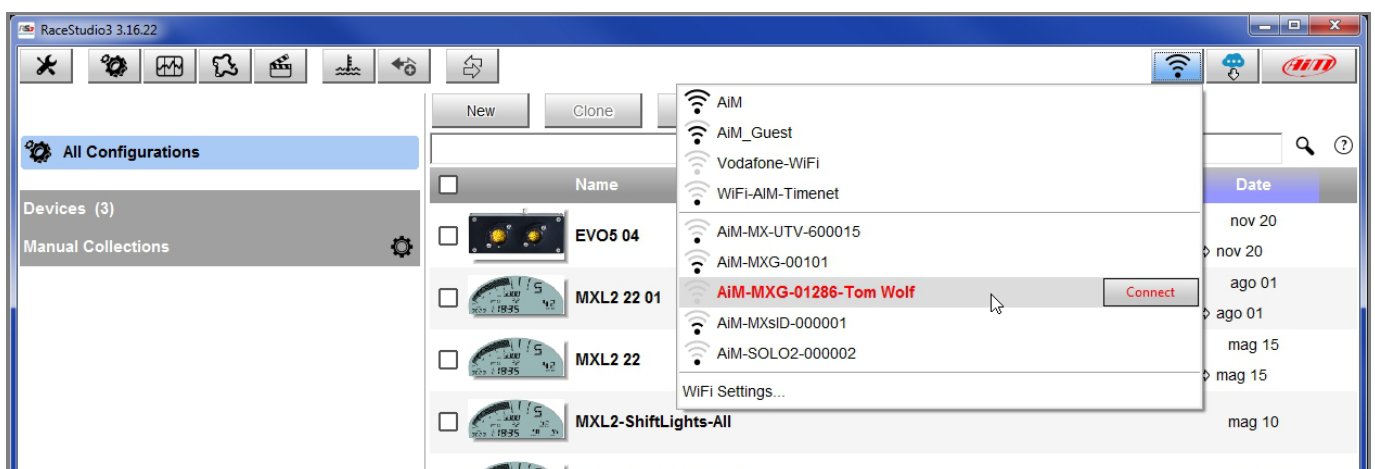 RS3 RaceStudio3 3.16.22
AiM
New Clone
AiM
AiM_Guest
Vodafone-WiFi
WiFi-AIM-Timenet
AiM-MX-UTV-600015
AiM-MXG-00101
AiM-MXG-01286-Tom Wolf Connect
AiM-MXsID-000001
AiM-SOLO2-000002
WiFi Settings...
All Configurations
Devices (3)
Manual Collections
Name Date
EVO5 04 nov 20
nov 20
MXL2 22 01 ago 01
ago 01
MXL2 22 mag 15
mag 15
MXL2-ShiftLights-All mag 10